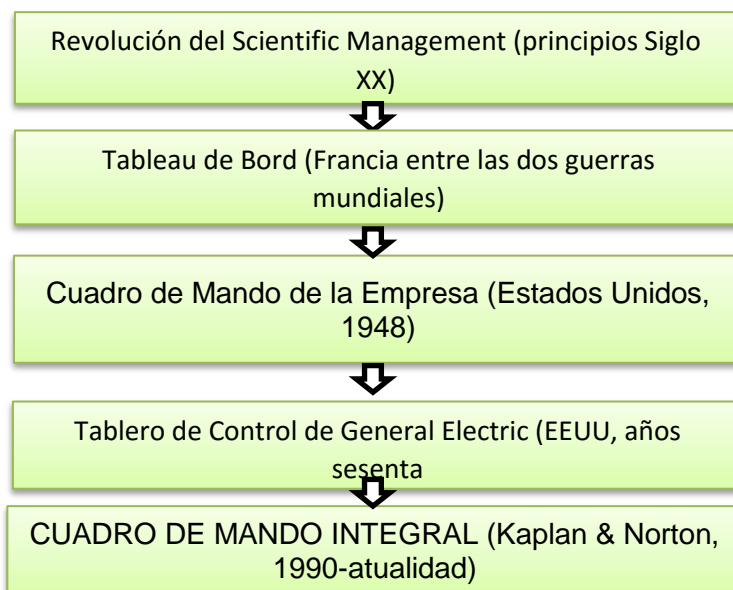 Revolución del Scientific Management (principios Siglo
XX)
Tableau de Bord (Francia entre las dos guerras
mundiales)
Cuadro de Mando de la Empresa (Estados Unidos,
1948)
Tablero de Control de General Electric (EEUU, años
sesenta
CUADRO DE MANDO INTEGRAL (Kaplan & Norton,
1990-atualidad)